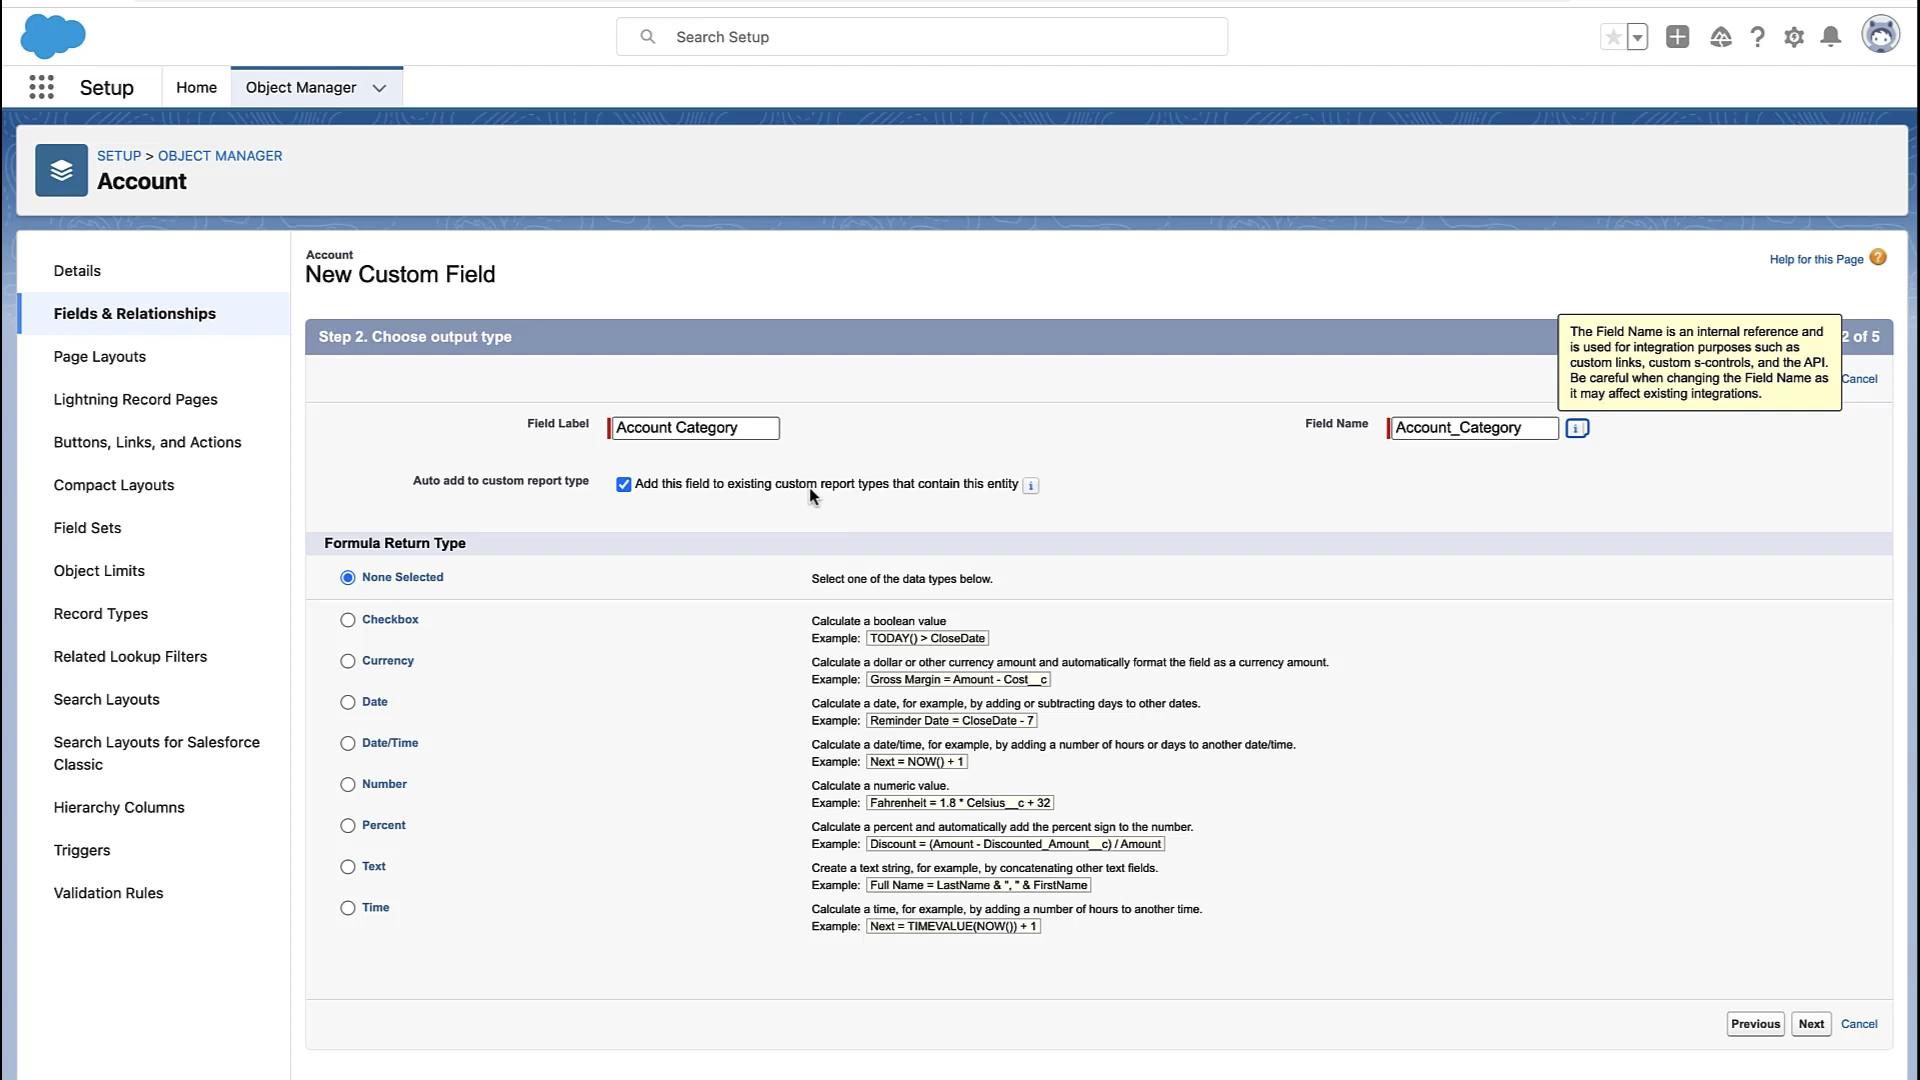 Search Setup
Setup
Home
Object Manager
SETUP > OBJECT MANAGER
Account
Details
Fields & Relationships
Page Layouts
Lightning Record Pages
Buttons, Links, and Actions
Compact Layouts
Field Sets
Object Limits
Record Types
Related Lookup Filters
Search Layouts
Search Layouts for Salesforce
Classic
Hierarchy Columns
Triggers
Validation Rules
Account
New Custom Field
Help for this Page ?
Step 2. Choose output type
2 of 5
The Field Name is an internal reference and
is used for integration purposes such as
custom links, custom s-controls, and the API.
Be careful when changing the Field Name as
it may affect existing integrations.
Cancel
Field Label Account Category
Field Name Account_Category i
Auto add to custom report type Add this field to existing custom report types that contain this entity i
Formula Return Type
None Selected Select one of the data types below.
Checkbox Calculate a boolean value
Example: TODAY() > CloseDate
Currency Calculate a dollar or other currency amount and automatically format the field as a currency amount.
Example: Gross Margin = Amount - Cost__c
Date Calculate a date, for example, by adding or subtracting days to other dates.
Example: Reminder Date = CloseDate - 7
Date/Time Calculate a date/time, for example, by adding a number of hours or days to another date/time.
Example: Next = NOW() + 1
Number Calculate a numeric value.
Example: Fahrenheit = 1.8 * Celsius__c + 32
Percent Calculate a percent and automatically add the percent sign to the number.
Example: Discount = (Amount - Discounted_Amount__c) / Amount
Text Create a text string, for example, by concatenating other text fields.
Example: Full Name = LastName & ", " & FirstName
Time Calculate a time, for example, by adding a number of hours to another time.
Example: Next = TIMEVALUE(NOW()) + 1
Previous Next Cancel